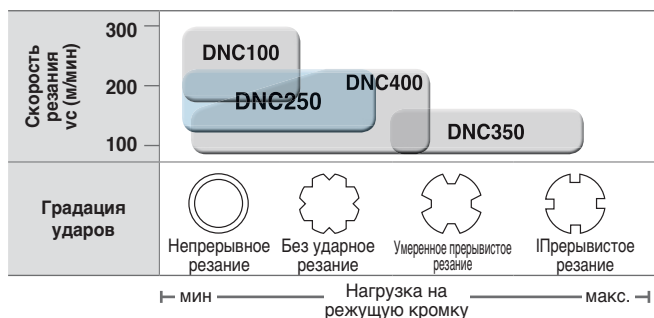 Скорость
резания
vc (м/мин)
300
200
100
DNC100
DNC400
DNC250
DNC350
Градация
ударов
Непрерывное
резание
Без ударное
резание
Умеренное прерывистое
резание
IПрерывистое
резание
мин
Нагрузка на
режущую кромку
макс.